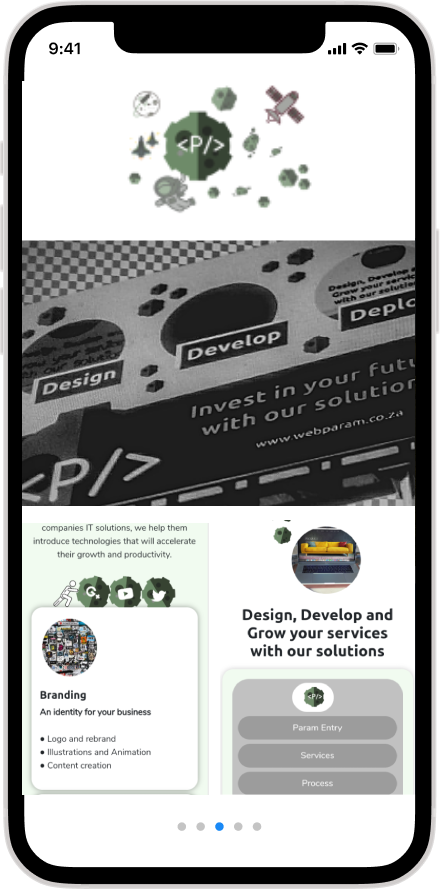 9:41
<P/>
Design, Develop a
Grow your services
with our solutio
Design
Develop
Deplo
Invest in your futu
with our solution
www.webparam.co.za
<P/>
companies IT solutions, we help them
introduce technologies that will accelerate
their growth and productivity.
G
Branding
An identity for your business
● Logo and rebrand
● Illustrations and Animation
● Content creation
Design, Develop and
Grow your services
with our solutions
<P/>
Param Entry
Services
Process